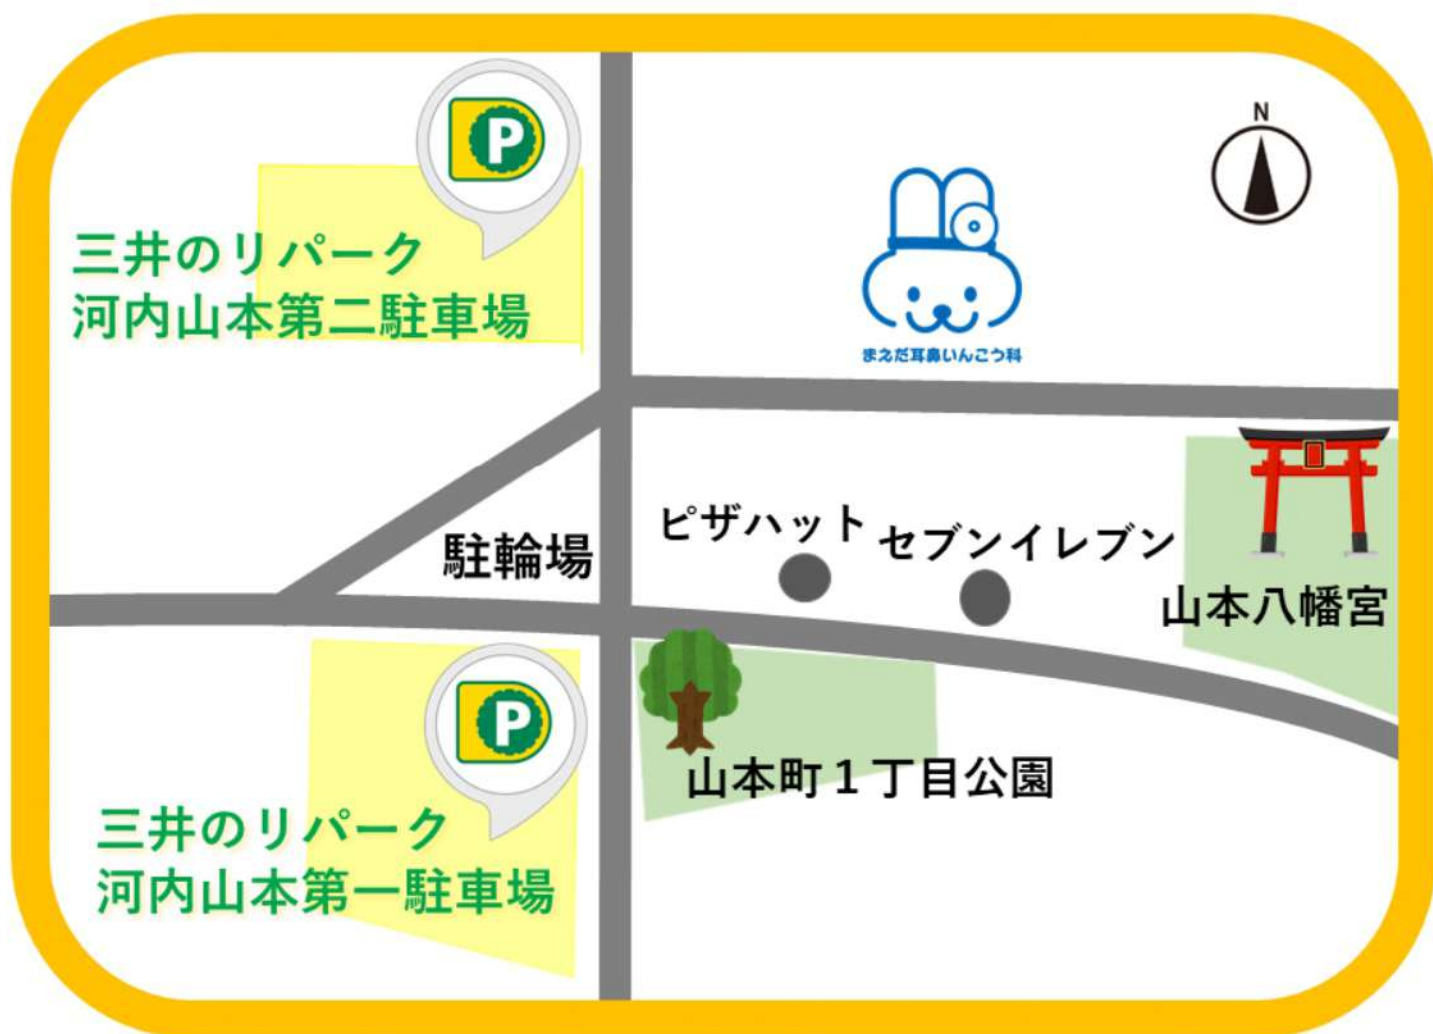 N
P
三井のリパーク
河内山本第二駐車場
まえだ耳鼻いんこう科
ピザハット
セブンイレブン
駐輪場
山本八幡宮
P
山本町１丁目公園
三井のリパーク
河内山本第一駐車場